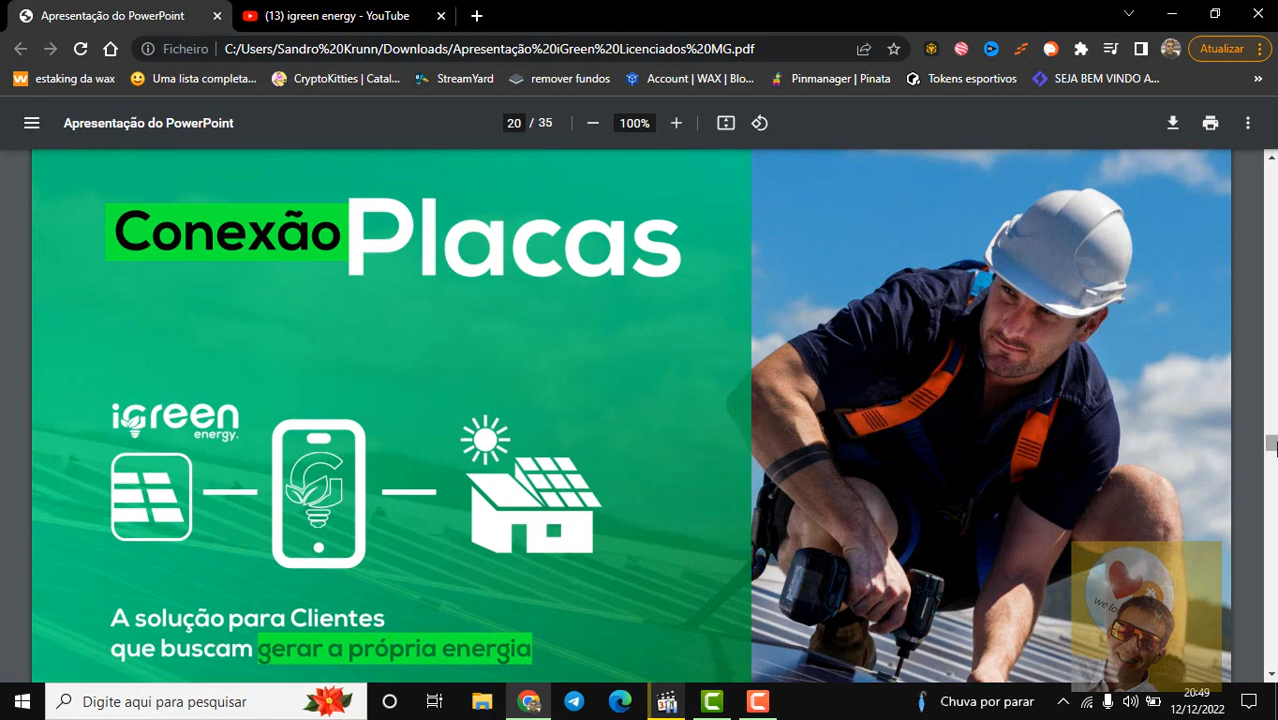 Apresentação do PowerPoint
(13) igreen energy - YouTube
Ficheiro
C:/Users/Sandro%20Krunn/Downloads/Apresentação%20iGreen%20Licenciados%20MG.pdf
Atualizar
estaking da wax
Uma lista completa...
CryptoKitties | Catal...
StreamYard
remover fundos
Account | WAX | Blo...
Pinmanager | Pinata
Tokens esportivos
SEJA BEM VINDO A...
»
Apresentação do PowerPoint
20 / 35
100%
Conexão Placas
iGreen
energy.
A solução para Clientes
que buscam gerar a própria energia
we lo
Digite aqui para pesquisar
Chuva por parar
20:49
12/12/2022